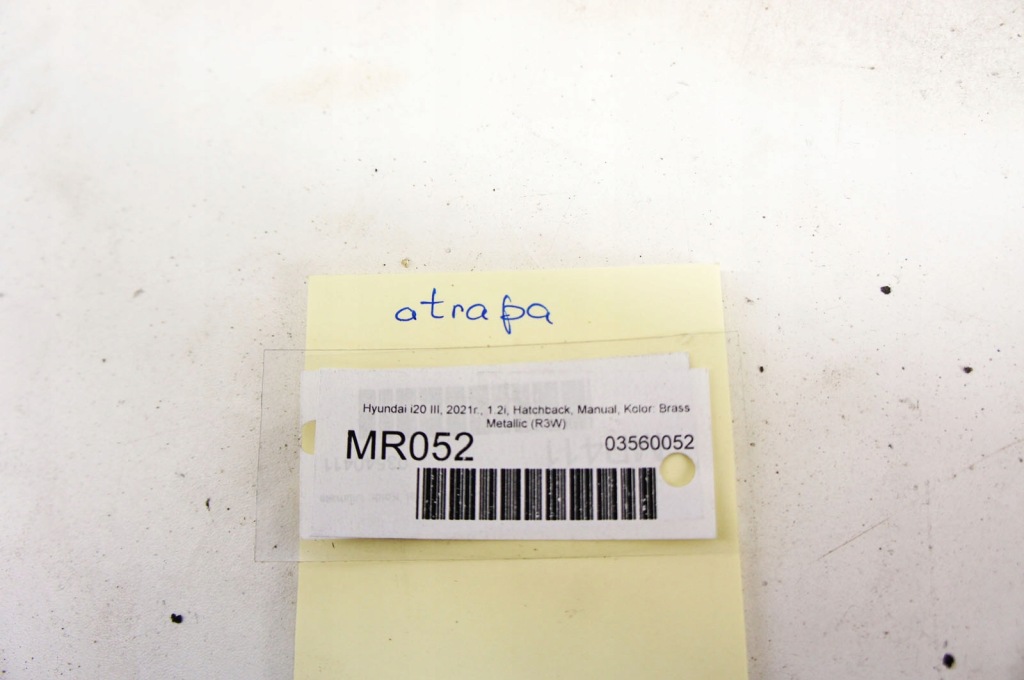 atrapa
Hyundai i20 III, 2021r., 1.2i, Hatchback, Manual, Kolor: Brass
Metallic (R3W)
MR052
03560052